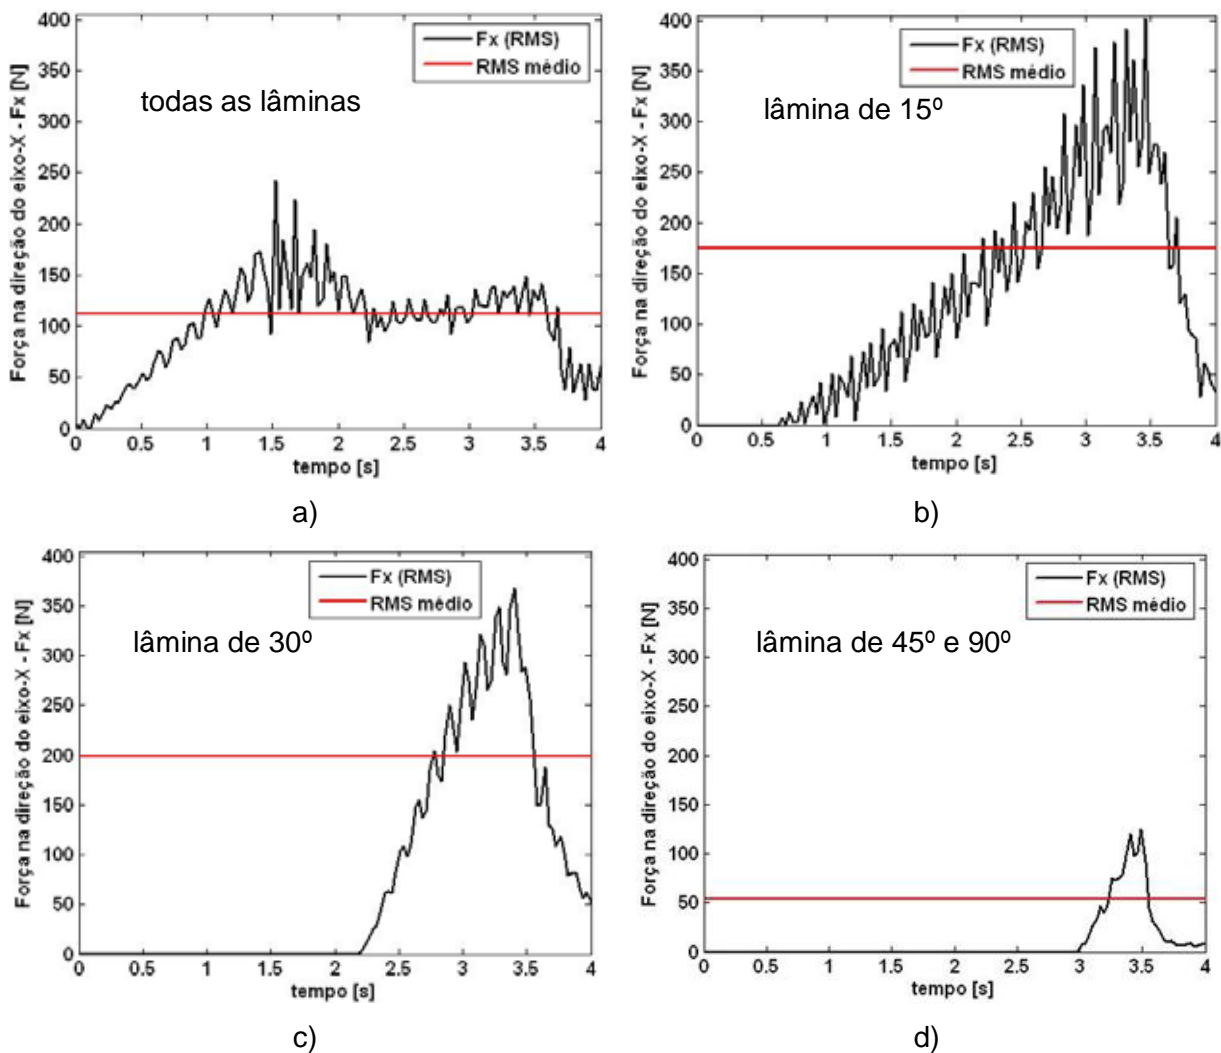 Fx (RMS)
RMS médio
todas as lâminas
Força na direção do eixo-X - Fx [N]
400
350
300
250
200
150
100
50
0
0 0.5 1 1.5 2 2.5 3 3.5 4
tempo [s]
a)
Fx (RMS)
RMS médio
lâmina de 15º
Força na direção do eixo-X - Fx [N]
400
350
300
250
200
150
100
50
0
0 0.5 1 1.5 2 2.5 3 3.5 4
tempo [s]
b)
Fx (RMS)
RMS médio
lâmina de 30º
Força na direção do eixo-X - Fx [N]
400
350
300
250
200
150
100
50
0
0 0.5 1 1.5 2 2.5 3 3.5 4
tempo [s]
c)
Fx (RMS)
RMS médio
lâmina de 45º e 90º
Força na direção do eixo-X - Fx [N]
400
350
300
250
200
150
100
50
0
0 0.5 1 1.5 2 2.5 3 3.5 4
tempo [s]
d)